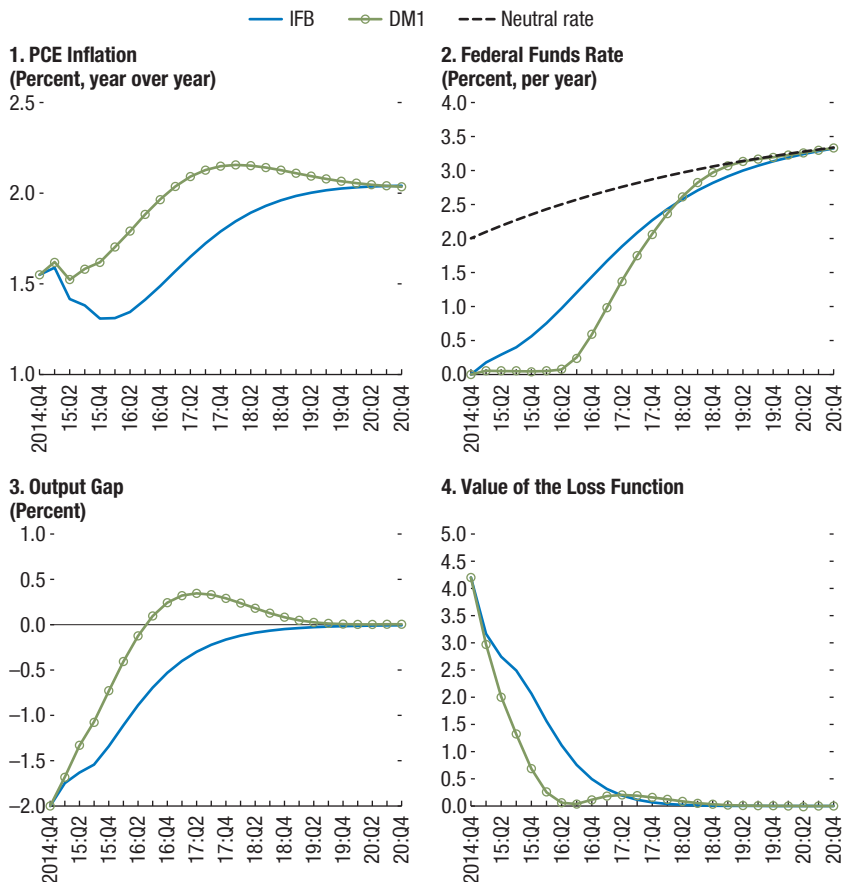 IFB DM1 Neutral rate
1. PCE Inflation
(Percent, year over year)
2.5
2.0
1.5
1.0
2014:Q4
15:Q2
15:Q4
16:Q2
16:Q4
17:Q2
17:Q4
18:Q2
18:Q4
19:Q2
19:Q4
20:Q2
20:Q4
2. Federal Funds Rate
(Percent, per year)
4.0
3.5
3.0
2.5
2.0
1.5
1.0
0.5
0.0
2014:Q4
15:Q2
15:Q4
16:Q2
16:Q4
17:Q2
17:Q4
18:Q2
18:Q4
19:Q2
19:Q4
20:Q2
20:Q4
3. Output Gap
(Percent)
1.0
0.5
0.0
–0.5
–1.0
–1.5
–2.0
2014:Q4
15:Q2
15:Q4
16:Q2
16:Q4
17:Q2
17:Q4
18:Q2
18:Q4
19:Q2
19:Q4
20:Q2
20:Q4
4. Value of the Loss Function
5.0
4.5
4.0
3.5
3.0
2.5
2.0
1.5
1.0
0.5
0.0
2014:Q4
15:Q2
15:Q4
16:Q2
16:Q4
17:Q2
17:Q4
18:Q2
18:Q4
19:Q2
19:Q4
20:Q2
20:Q4